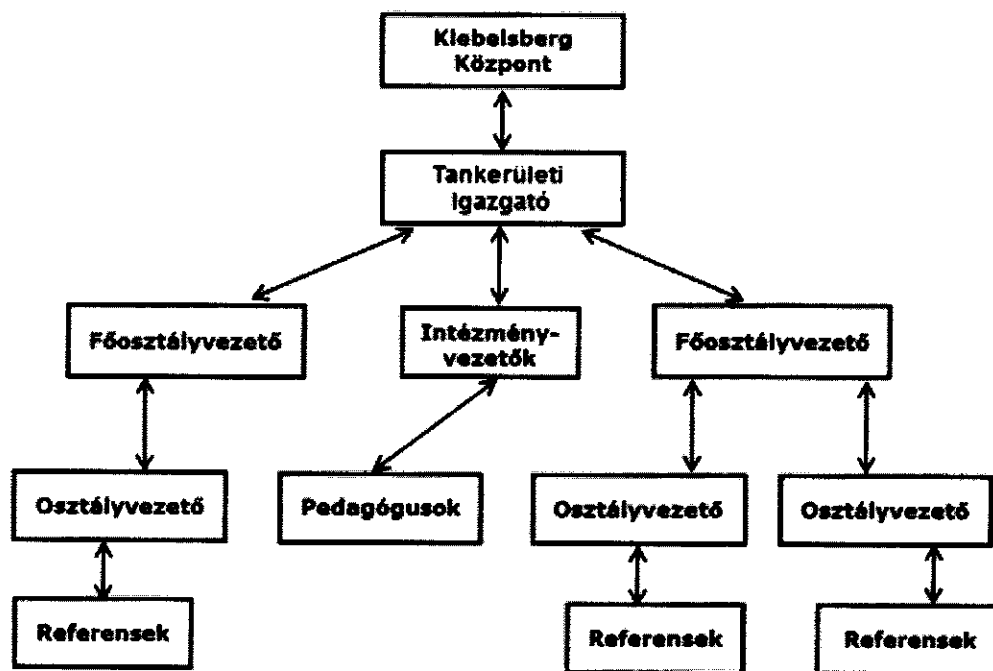 Klebelsberg
Központ
Tankerületi
Igazgató
Főosztályvezető
Intézmény-
vezetők
Főosztályvezető
Osztályvezető
Pedagógusok
Osztályvezető
Osztályvezető
Referensek
Referensek
Referensek